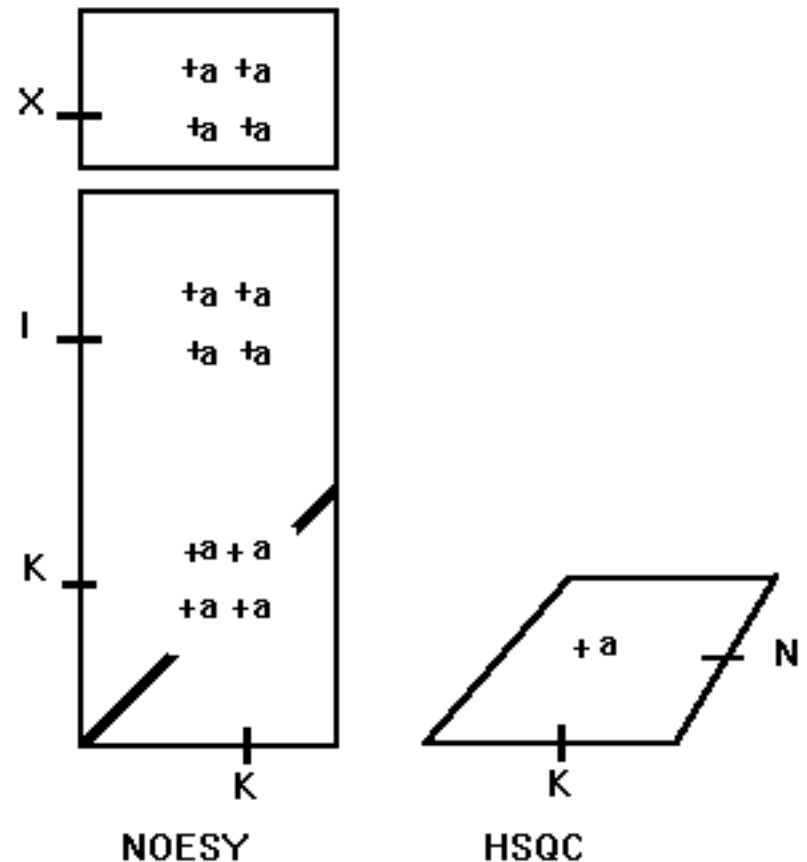 +a +a
X
+a +a
+a +a
I
+a +a
+a + a
K
+a +a
+ a
N
K
K
NOESY
HSQC